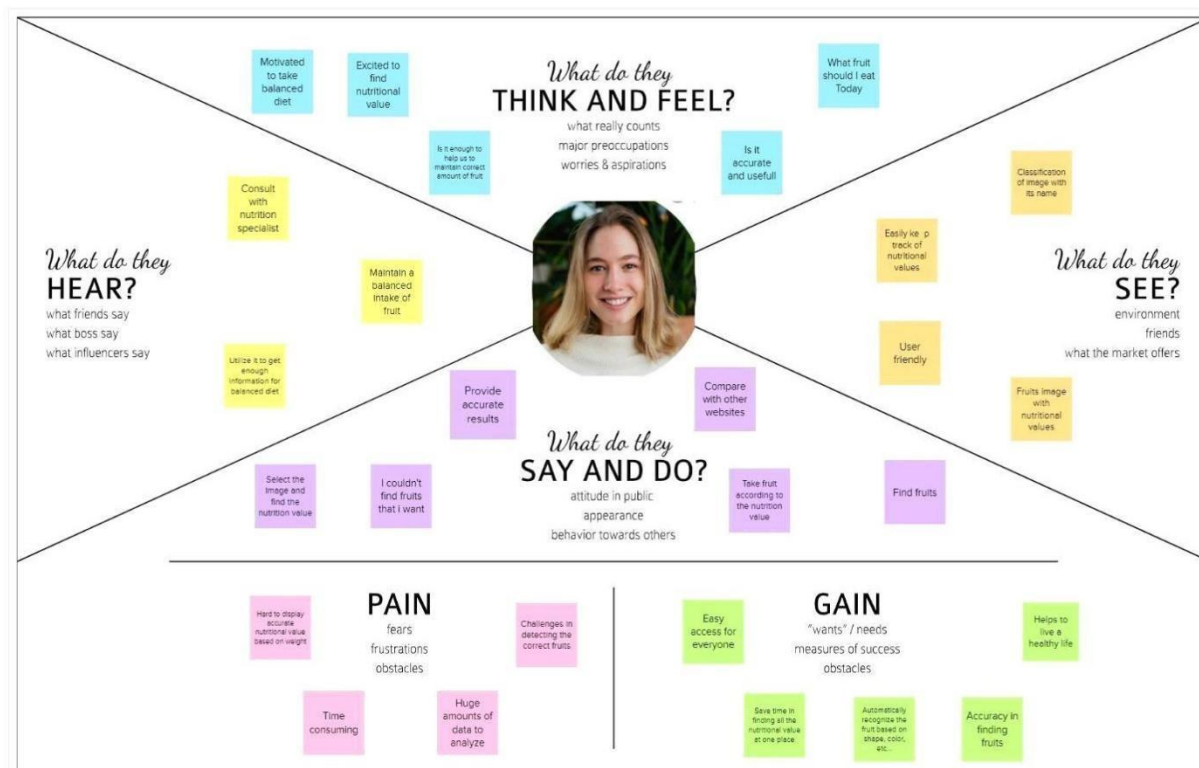 What do they
THINK AND FEEL?
what really counts
major preoccupations
worries & aspirations
Motivated
to take
balanced
diet
Excited to
find
nutritional
value
Is it enough to
help us to
maintain correct
amount of fruit
What fruit
should I eat
Today
Is it
accurate
and usefull
What do they
HEAR?
what friends say
what boss say
what influencers say
Consult
with
nutrition
specialist
Maintain a
balanced
intake of
fruit
Utilize it to get
enough
information for
balanced diet
What do they
SEE?
environment
friends
what the market offers
Classification
of image with
its name
Easily ke p
track of
nutritional
values
User
friendly
Fruits image
with
nutritional
values
What do they
SAY AND DO?
attitude in public
appearance
behavior towards others
Provide
accurate
results
Compare
with other
websites
Select the
image and
find the
nutrition value
I couldn't
find fruits
that i want
Take fruit
according to
the nutrition
value
Find fruits
PAIN
fears
frustrations
obstacles
Hard to display
accurate
nutritional value
based on weight
Challenges in
detecting the
correct fruits
Time
consuming
Huge
amounts of
data to
analyze
GAIN
"wants" / needs
measures of success
obstacles
Easy
access for
everyone
Helps to
live a
healthy life
Save time in
finding all the
nutritional value
at one place
Automatically
recognize the
fruit based on
shape, color,
etc...
Accuracy in
finding
fruits